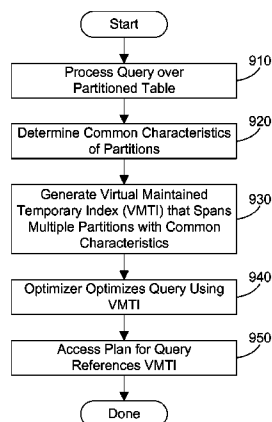 Start
910
Process Query over
Partitioned Table
920
Determine Common Characteristics
of Partitions
930
Generate Virtual Maintained
Temporary Index (VMTI) that Spans
Multiple Partitions with Common
Characteristics
940
Optimizer Optimizes Query Using
VMTI
950
Access Plan for Query
References VMTI
Done